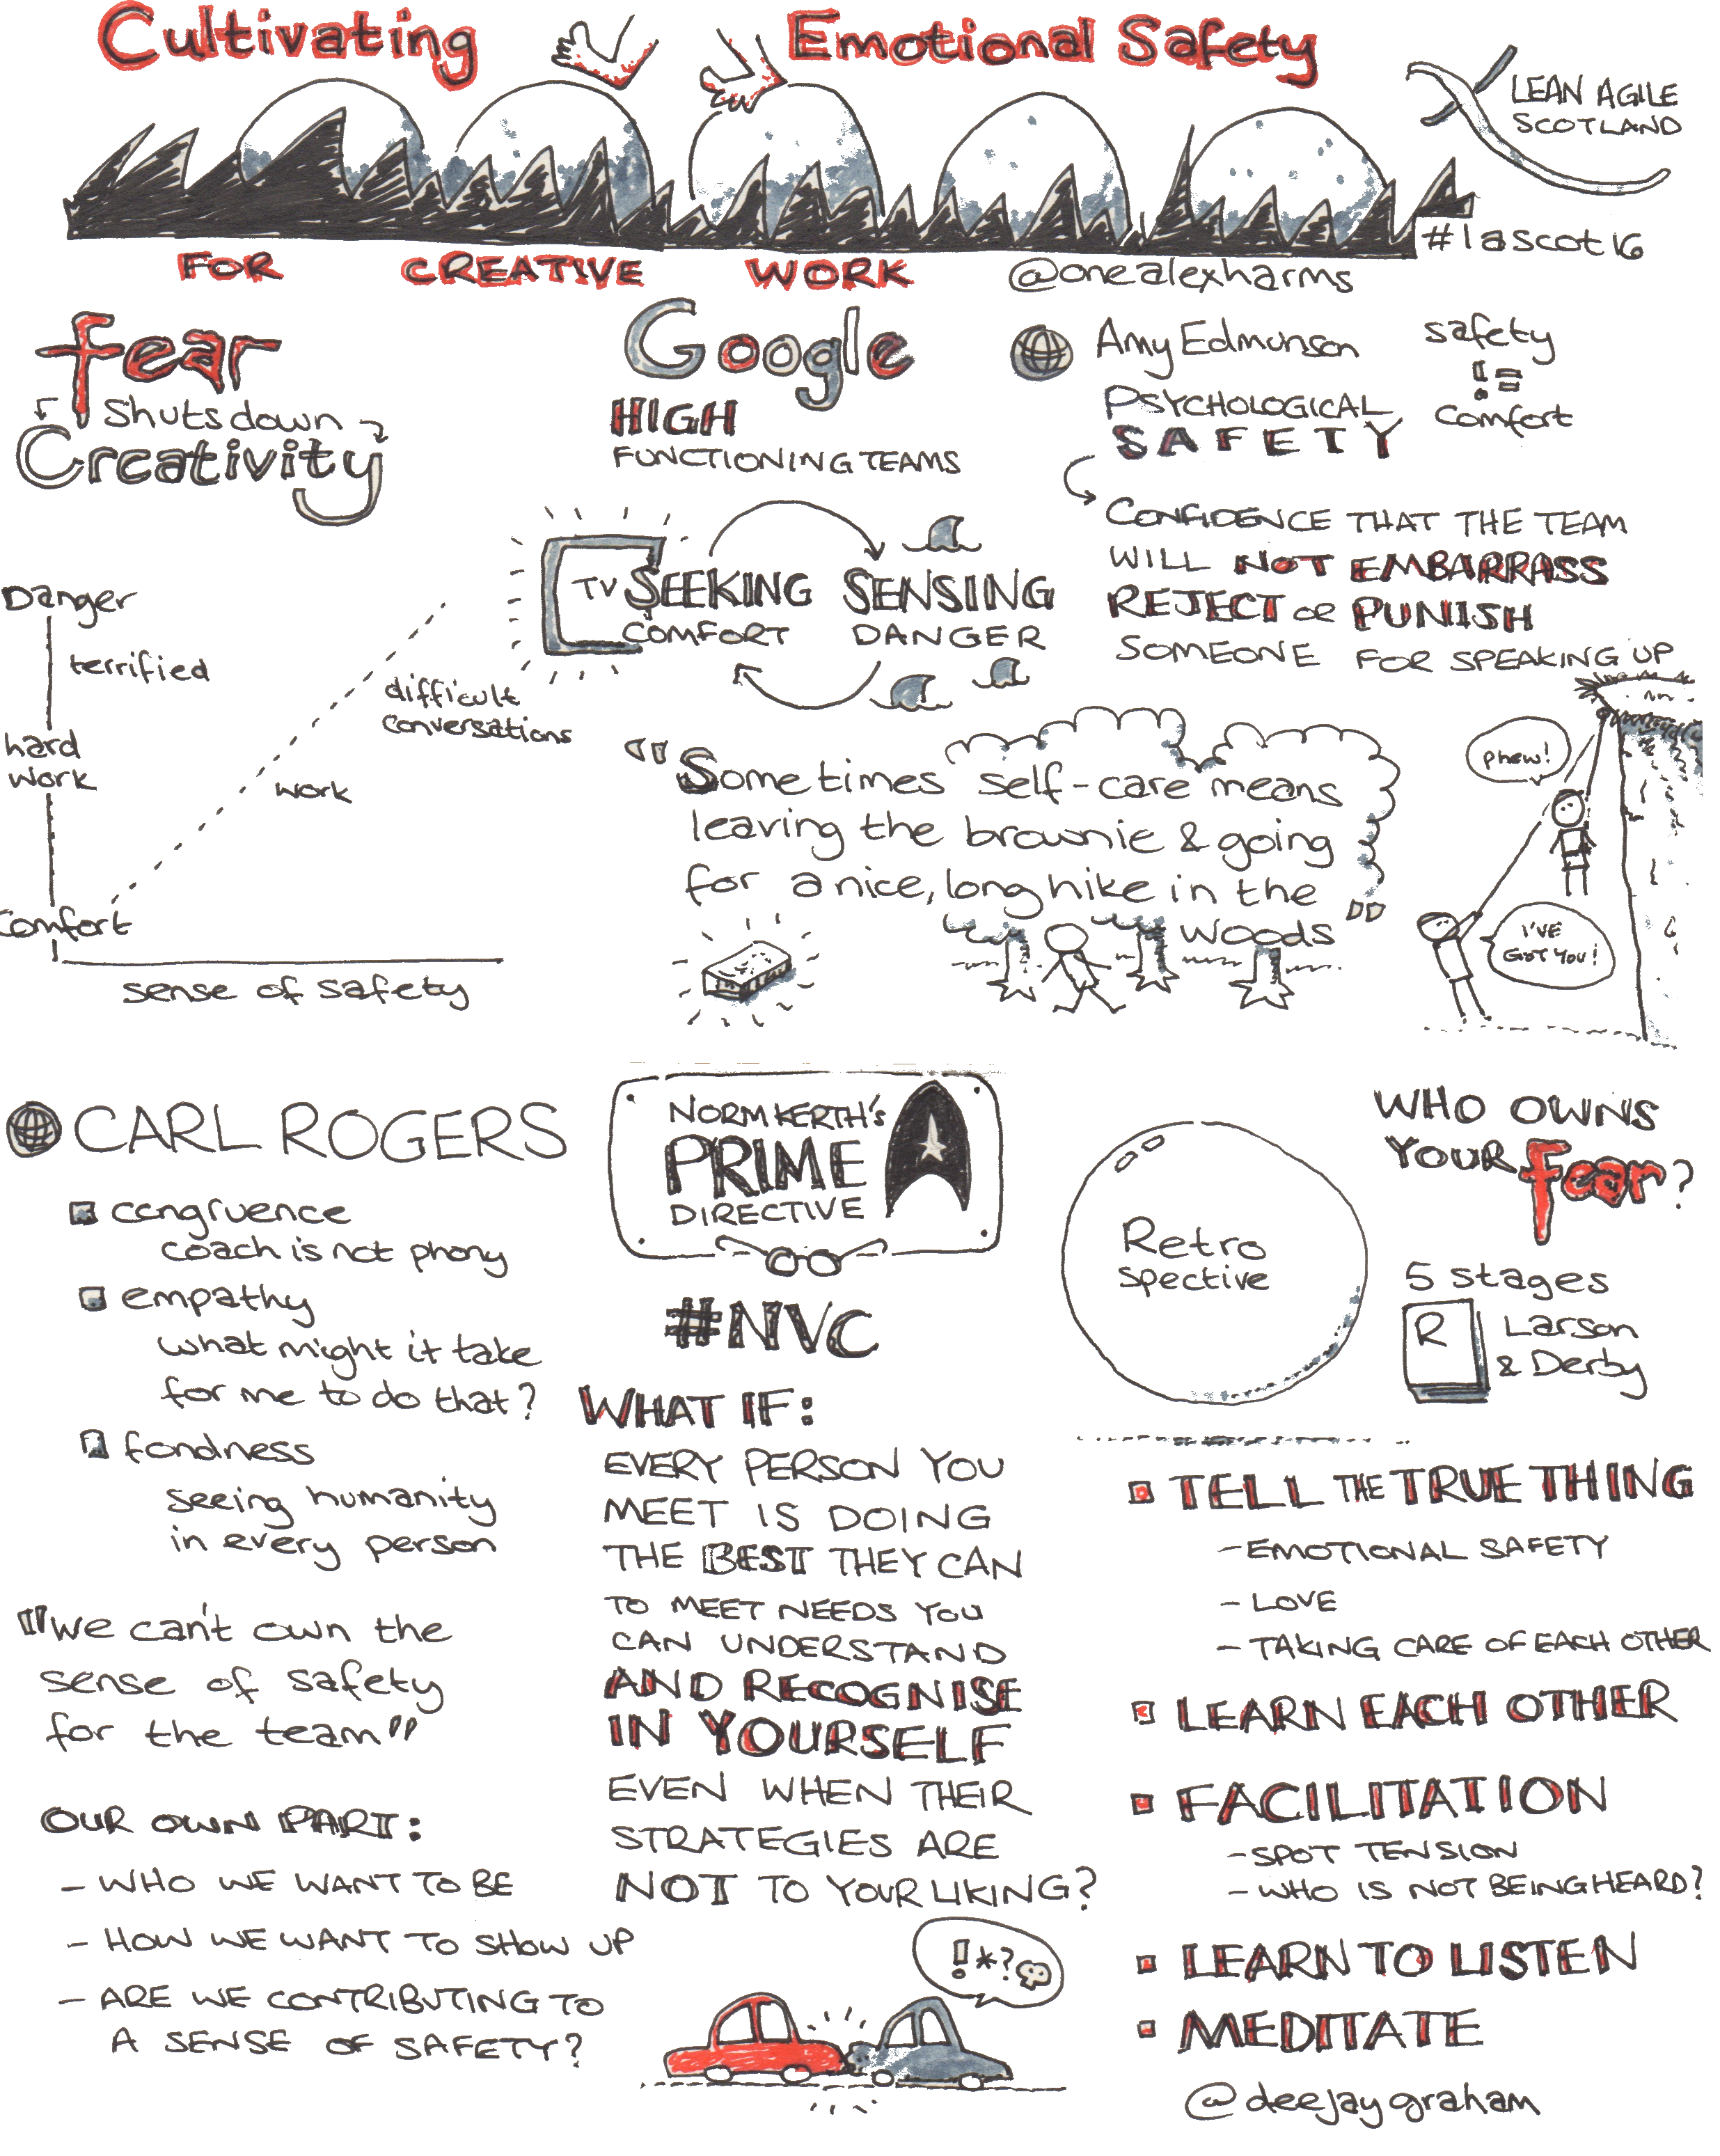 Cultivating Emotional Safety
LEAN AGILE
SCOTLAND
#lascot16
FOR CREATIVE WORK
@onealexharms
fear
shuts down
Creativity
Danger
terrified
hard
work
comfort
difficult
conversations
work
sense of safety
Google
HIGH
FUNCTIONING TEAMS
TV
SEEKING
COMFORT
SENSING
DANGER
Amy Edmunson
PSYCHOLOGICAL
SAFETY
safety
!=
comfort
CONFIDENCE THAT THE TEAM
WILL NOT EMBARRASS
REJECT or PUNISH
SOMEONE FOR SPEAKING UP
"Sometimes self-care means
leaving the brownie & going
for a nice, long hike in the
woods"
phew!
I'VE
GOT YOU!
CARL ROGERS
congruence
coach is not phony
empathy
what might it take
for me to do that?
fondness
seeing humanity
in every person
"we can't own the
sense of safety
for the team"
OUR OWN PART:
- WHO WE WANT TO BE
- HOW WE WANT TO SHOW UP
- ARE WE CONTRIBUTING TO
A SENSE OF SAFETY?
NORM KERTH'S
PRIME
DIRECTIVE
#NVC
WHAT IF:
EVERY PERSON YOU
MEET IS DOING
THE BEST THEY CAN
TO MEET NEEDS YOU
CAN UNDERSTAND
AND RECOGNISE
IN YOURSELF
EVEN WHEN THEIR
STRATEGIES ARE
NOT TO YOUR LIKING?
!*?
Retro
spective
WHO OWNS
YOUR fear?
5 stages
R
Larson
& Derby
TELL THE TRUE THING
- EMOTIONAL SAFETY
- LOVE
- TAKING CARE OF EACH OTHER
LEARN EACH OTHER
FACILITATION
- SPOT TENSION
- WHO IS NOT BEING HEARD?
LEARN TO LISTEN
MEDITATE
@deejaygraham